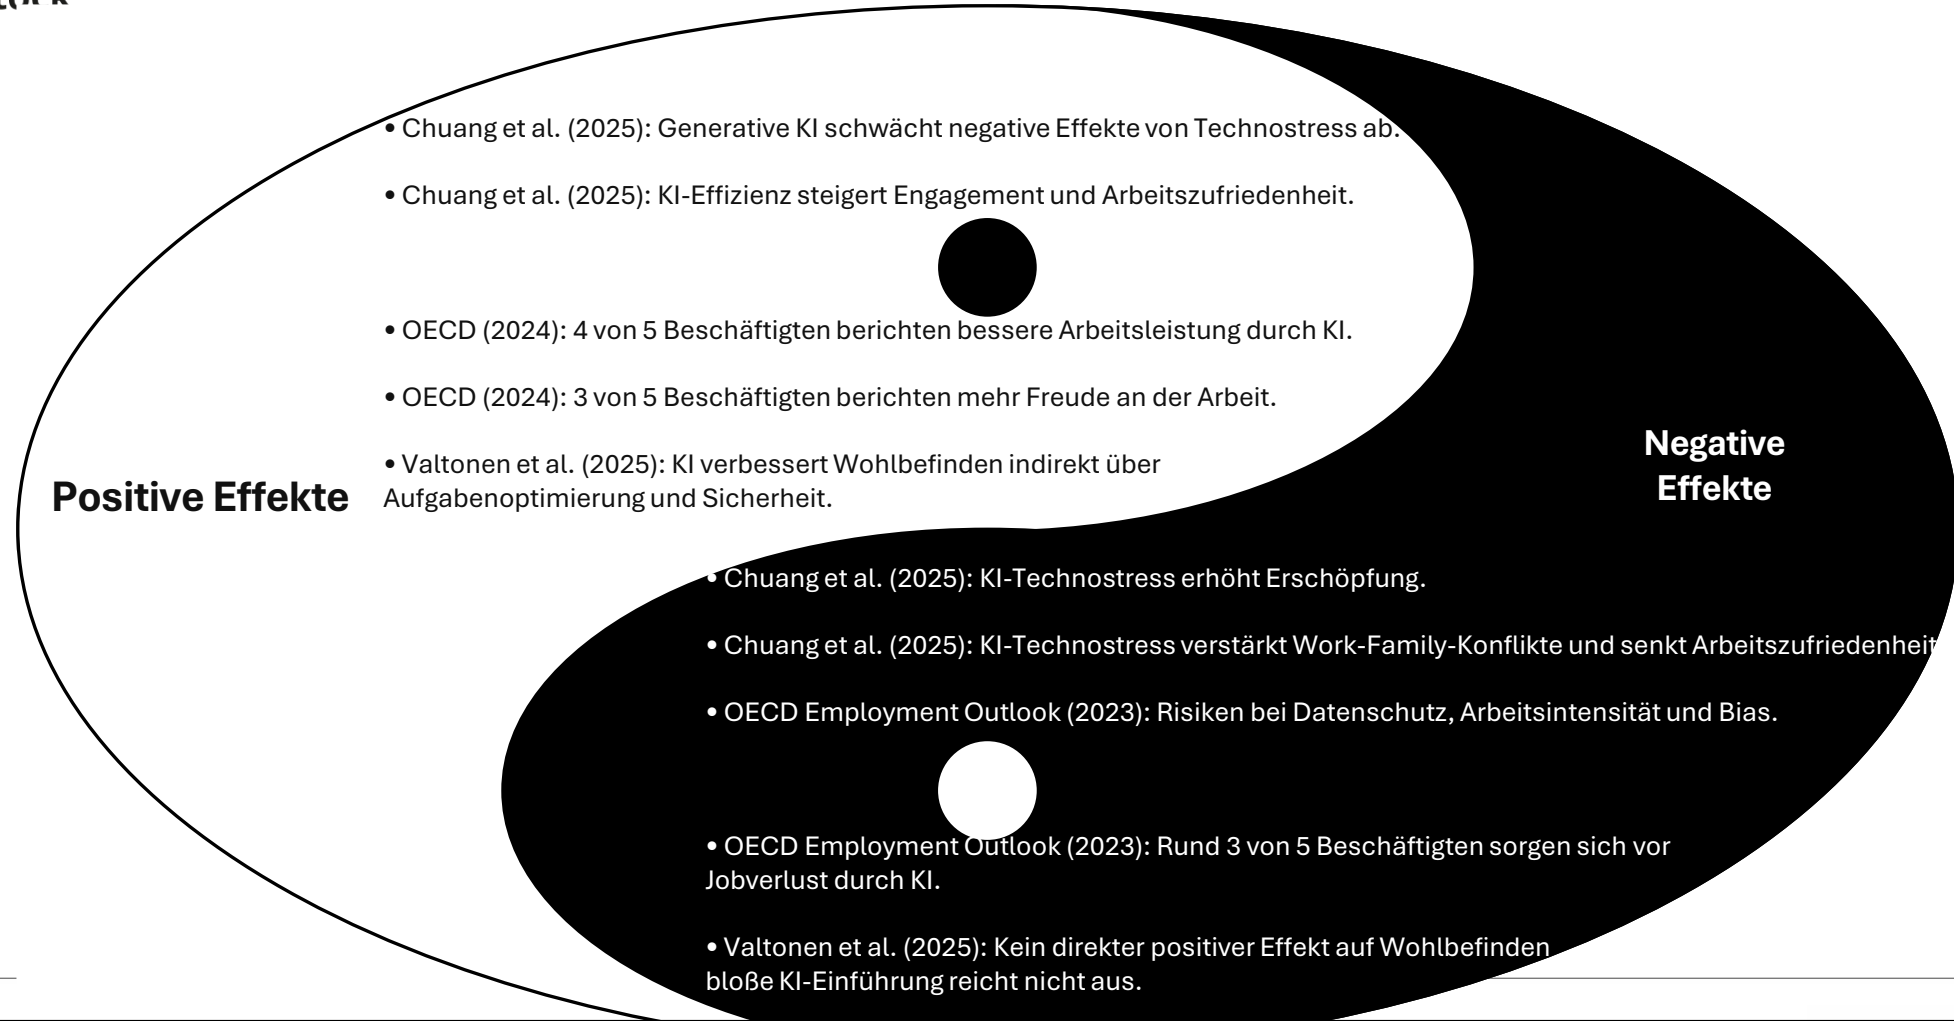 • Chuang et al. (2025): Generative KI schwächt negative Effekte von Technostress ab.
• Chuang et al. (2025): KI-Effizienz steigert Engagement und Arbeitszufriedenheit.
• OECD (2024): 4 von 5 Beschäftigten berichten bessere Arbeitsleistung durch KI.
• OECD (2024): 3 von 5 Beschäftigten berichten mehr Freude an der Arbeit.
• Valtonen et al. (2025): KI verbessert Wohlbefinden indirekt über
Aufgabenoptimierung und Sicherheit.
Positive Effekte
Negative
Effekte
• Chuang et al. (2025): KI-Technostress erhöht Erschöpfung.
• Chuang et al. (2025): KI-Technostress verstärkt Work-Family-Konflikte und senkt Arbeitszufriedenheit
• OECD Employment Outlook (2023): Risiken bei Datenschutz, Arbeitsintensität und Bias.
• OECD Employment Outlook (2023): Rund 3 von 5 Beschäftigten sorgen sich vor
Jobverlust durch KI.
• Valtonen et al. (2025): Kein direkter positiver Effekt auf Wohlbefinden
bloße KI-Einführung reicht nicht aus.